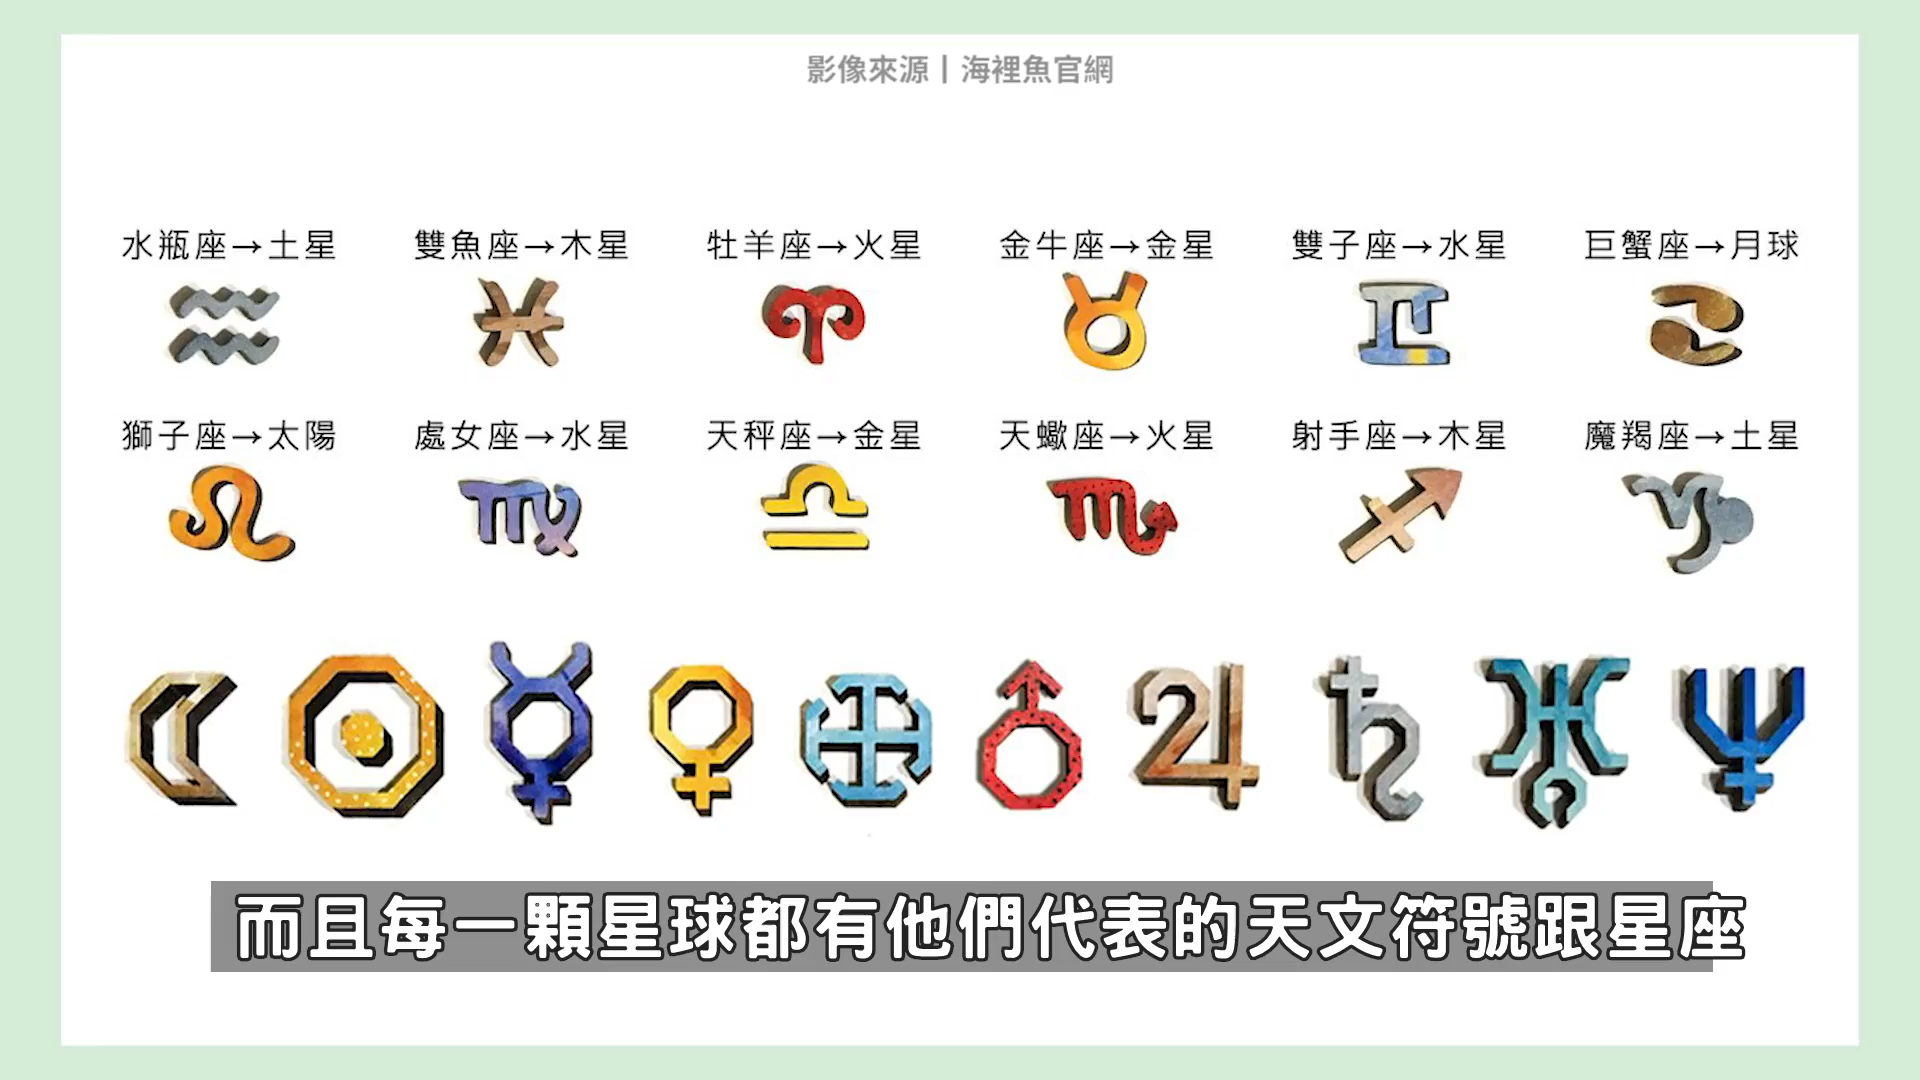 影像來源|海裡魚官網
水瓶座→土星 雙魚座→木星 牡羊座→火星 金牛座→金星 雙子座→水星 巨蟹座→月球
獅子座→太陽 處女座→水星 天秤座→金星 天蠍座→火星 射手座→木星 魔羯座→土星
而且每一顆星球都有他們代表的天文符號跟星座